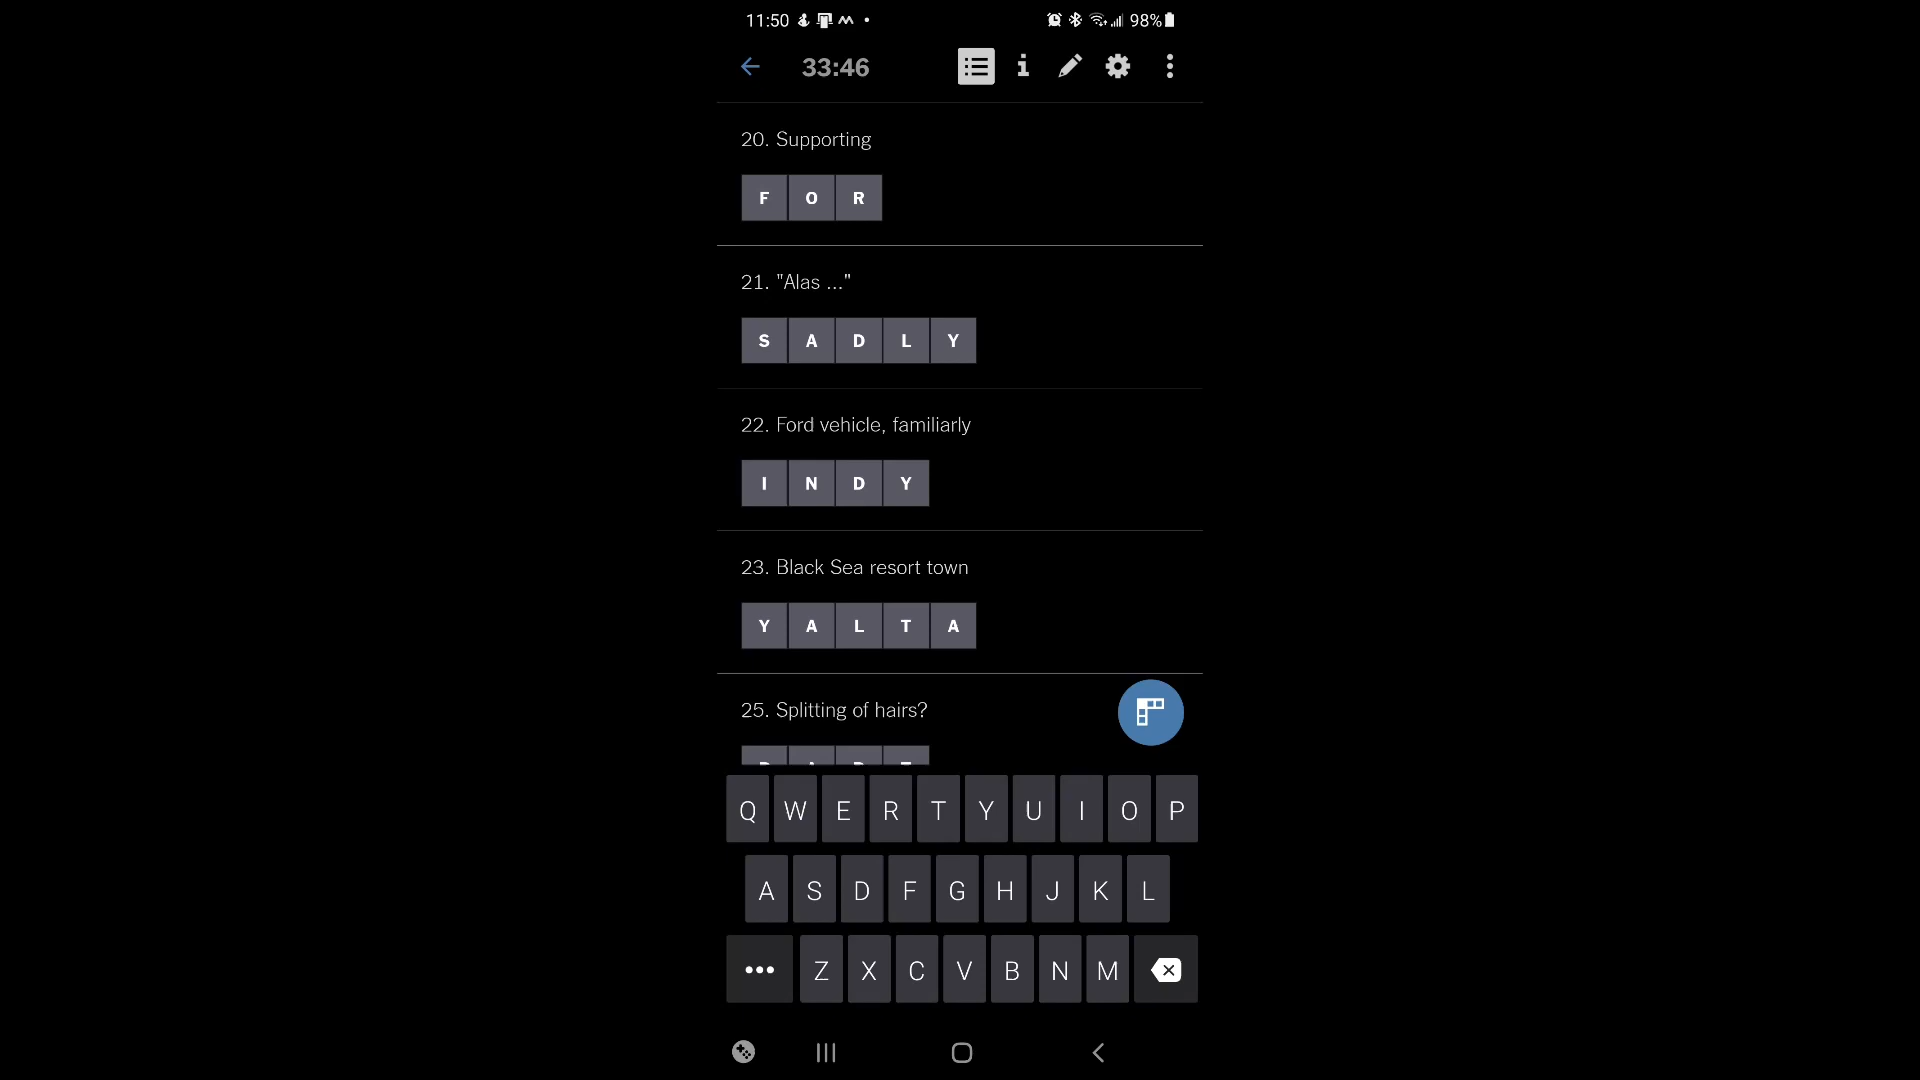 11:50
98%
33:46
20. Supporting
F O R
21. "Alas ..."
S A D L Y
22. Ford vehicle, familiarly
I N D Y
23. Black Sea resort town
Y A L T A
25. Splitting of hairs?
Q W E R T Y U I O P
A S D F G H J K L
Z X C V B N M